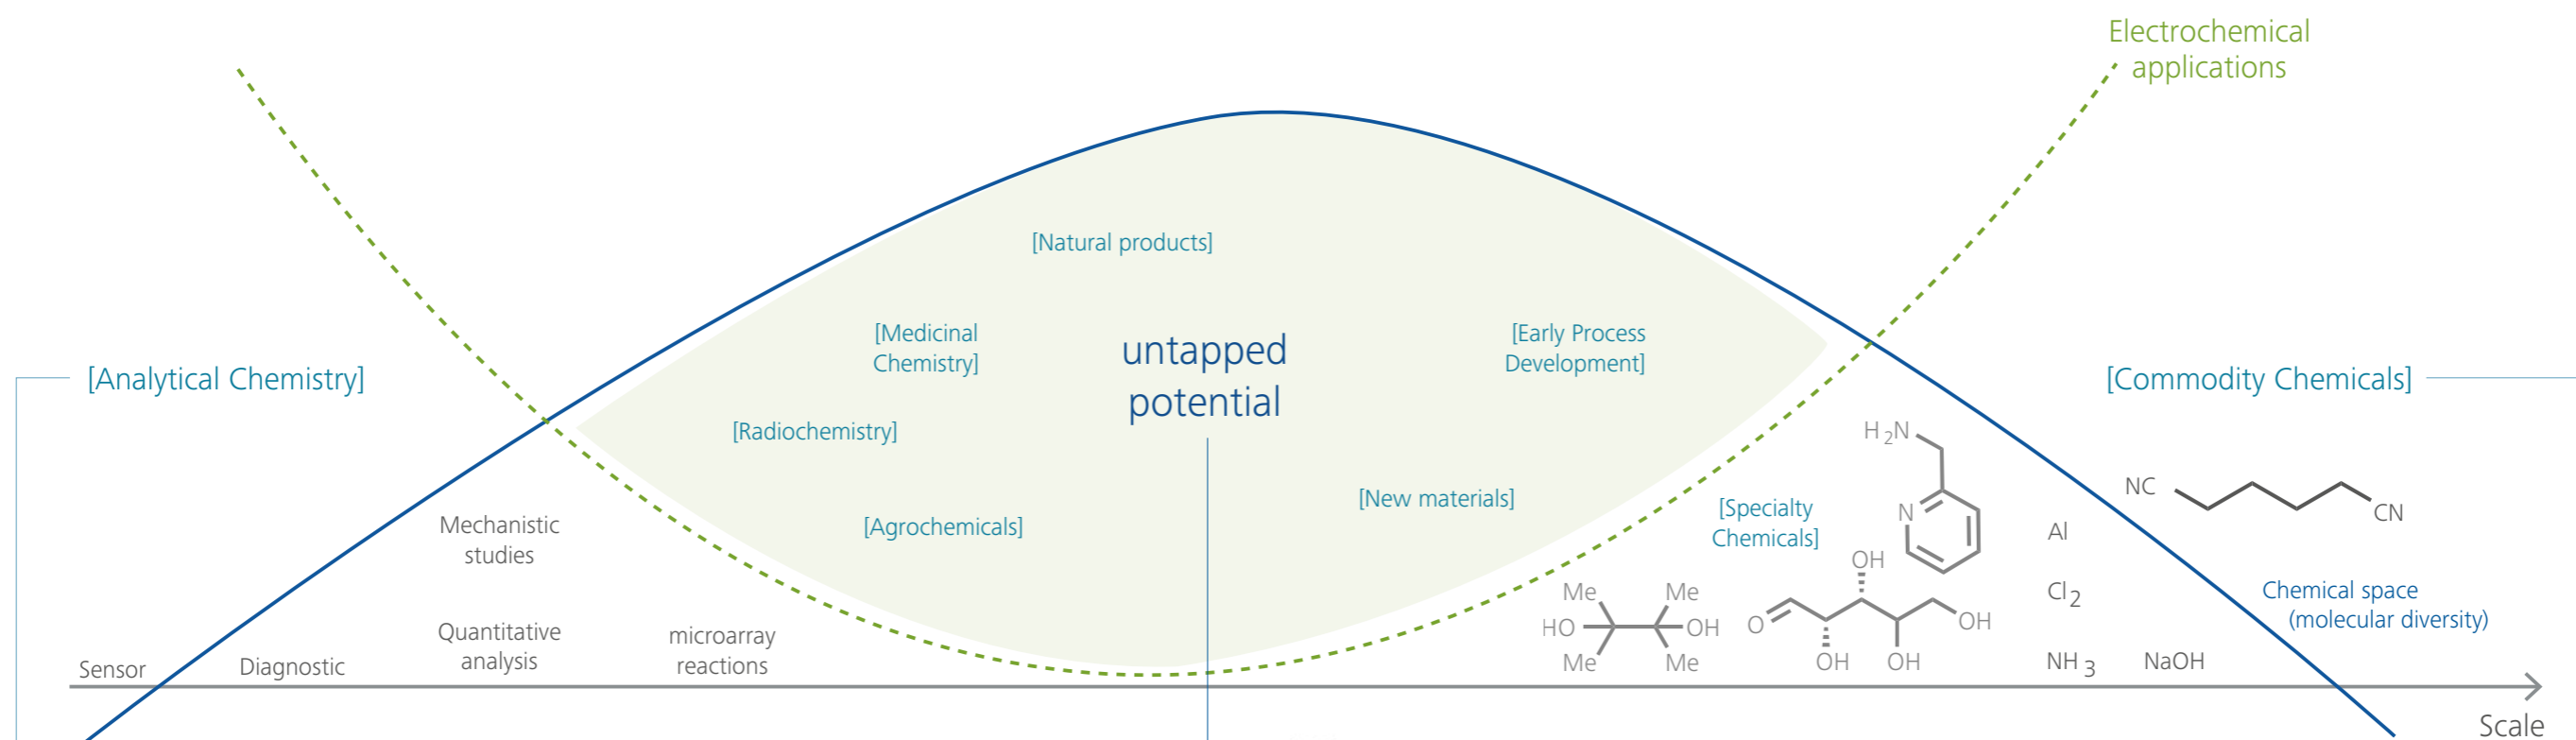 Electrochemical
applications
[Natural products]
[Medicinal
Chemistry]
untapped
potential
[Early Process
Development]
[Analytical Chemistry]
[Commodity Chemicals]
[Radiochemistry]
H2N
N
NC
CN
[New materials]
[Specialty
Chemicals]
[Agrochemicals]
Mechanistic
studies
Al
Cl2
Chemical space
(molecular diversity)
Me
Me
HO
OH
Me
Me
OH
O
OH
OH
OH
Quantitative
analysis
microarray
reactions
Sensor
Diagnostic
NH3
NaOH
Scale